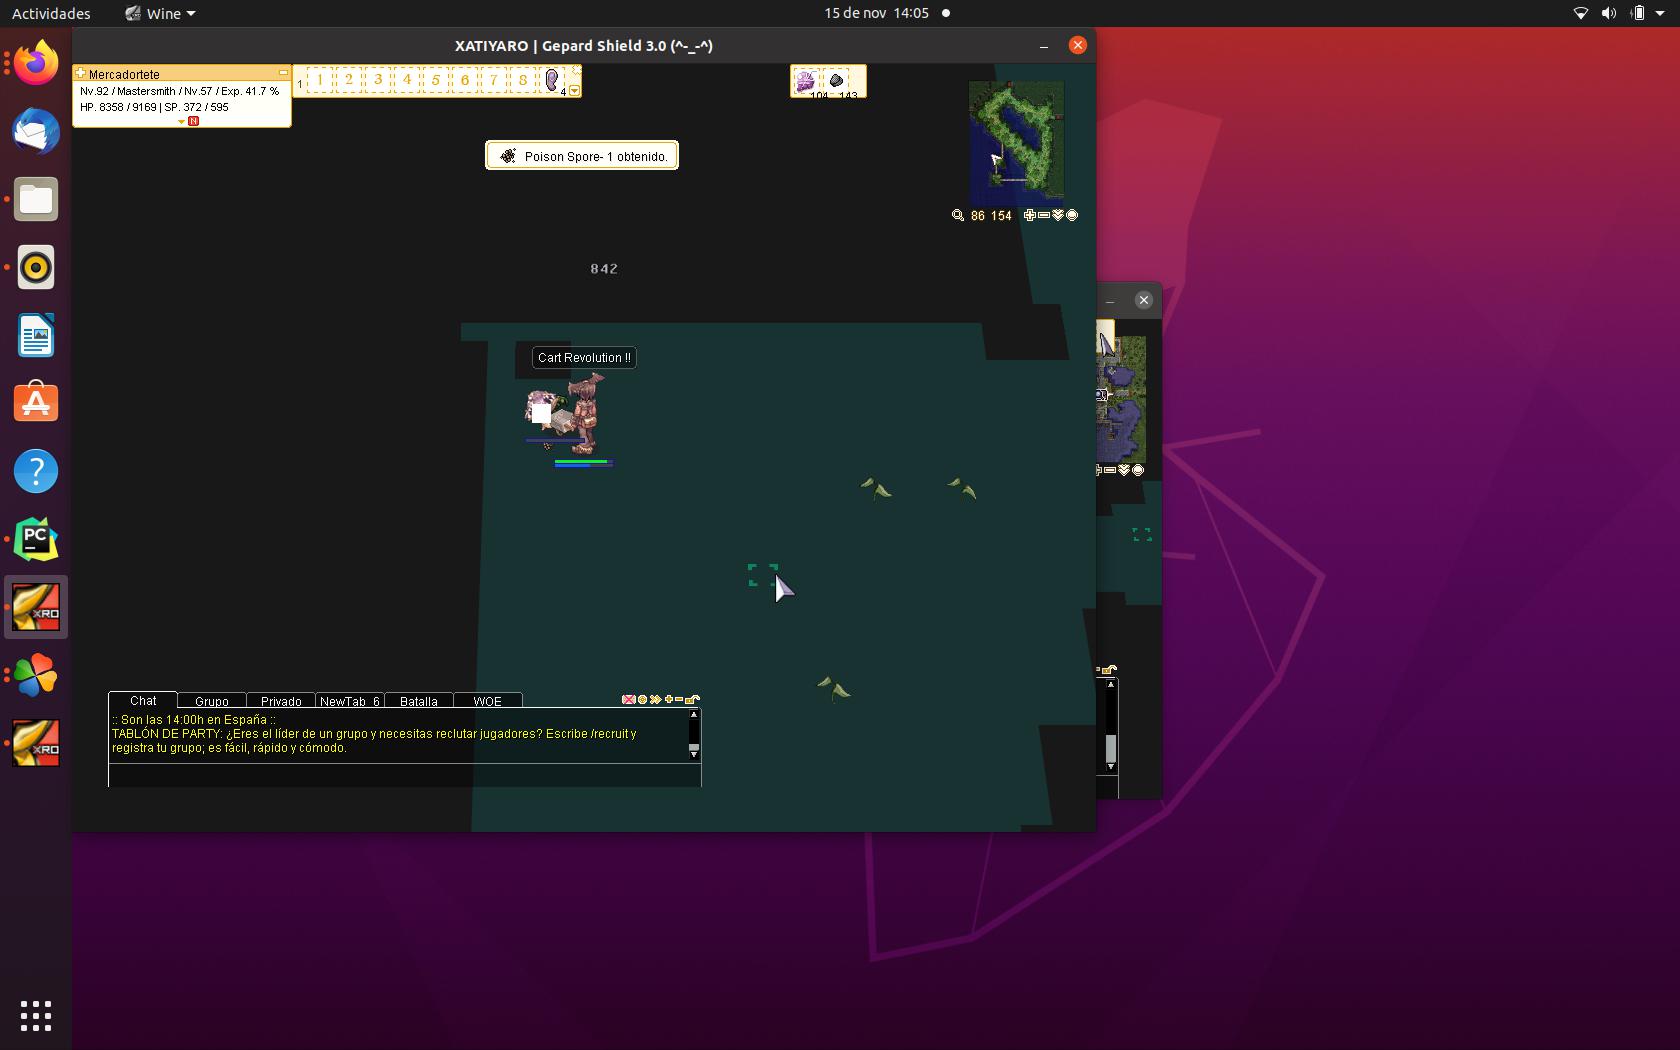 Actividades
Wine
15 de nov 14:05
XATIYARO | Gepard Shield 3.0 (^-_-^)
Mercadortete
Nv.92 / Mastersmith / Nv.57 / Exp. 41.7 %
HP. 8358 / 9169 | SP. 372 / 595
N
1
1 2 3 4 5 6 7 8
4
104 143
Poison Spore- 1 obtenido.
86 154
842
Cart Revolution !!
Chat Grupo Privado NewTab_6 Batalla WOE
:: Son las 14:00h en España ::
TABLÓN DE PARTY: ¿Eres el líder de un grupo y necesitas reclutar jugadores? Escribe /recruit y
registra tu grupo; es fácil, rápido y cómodo.
PC
XRO
XRO